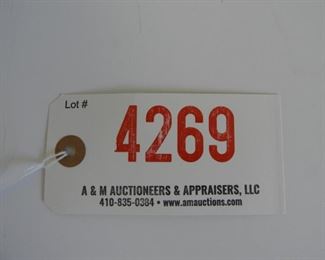 Lot #
4269
A & M AUCTIONEERS & APPRAISERS, LLC
410-835-0384 • www.amauctions.com